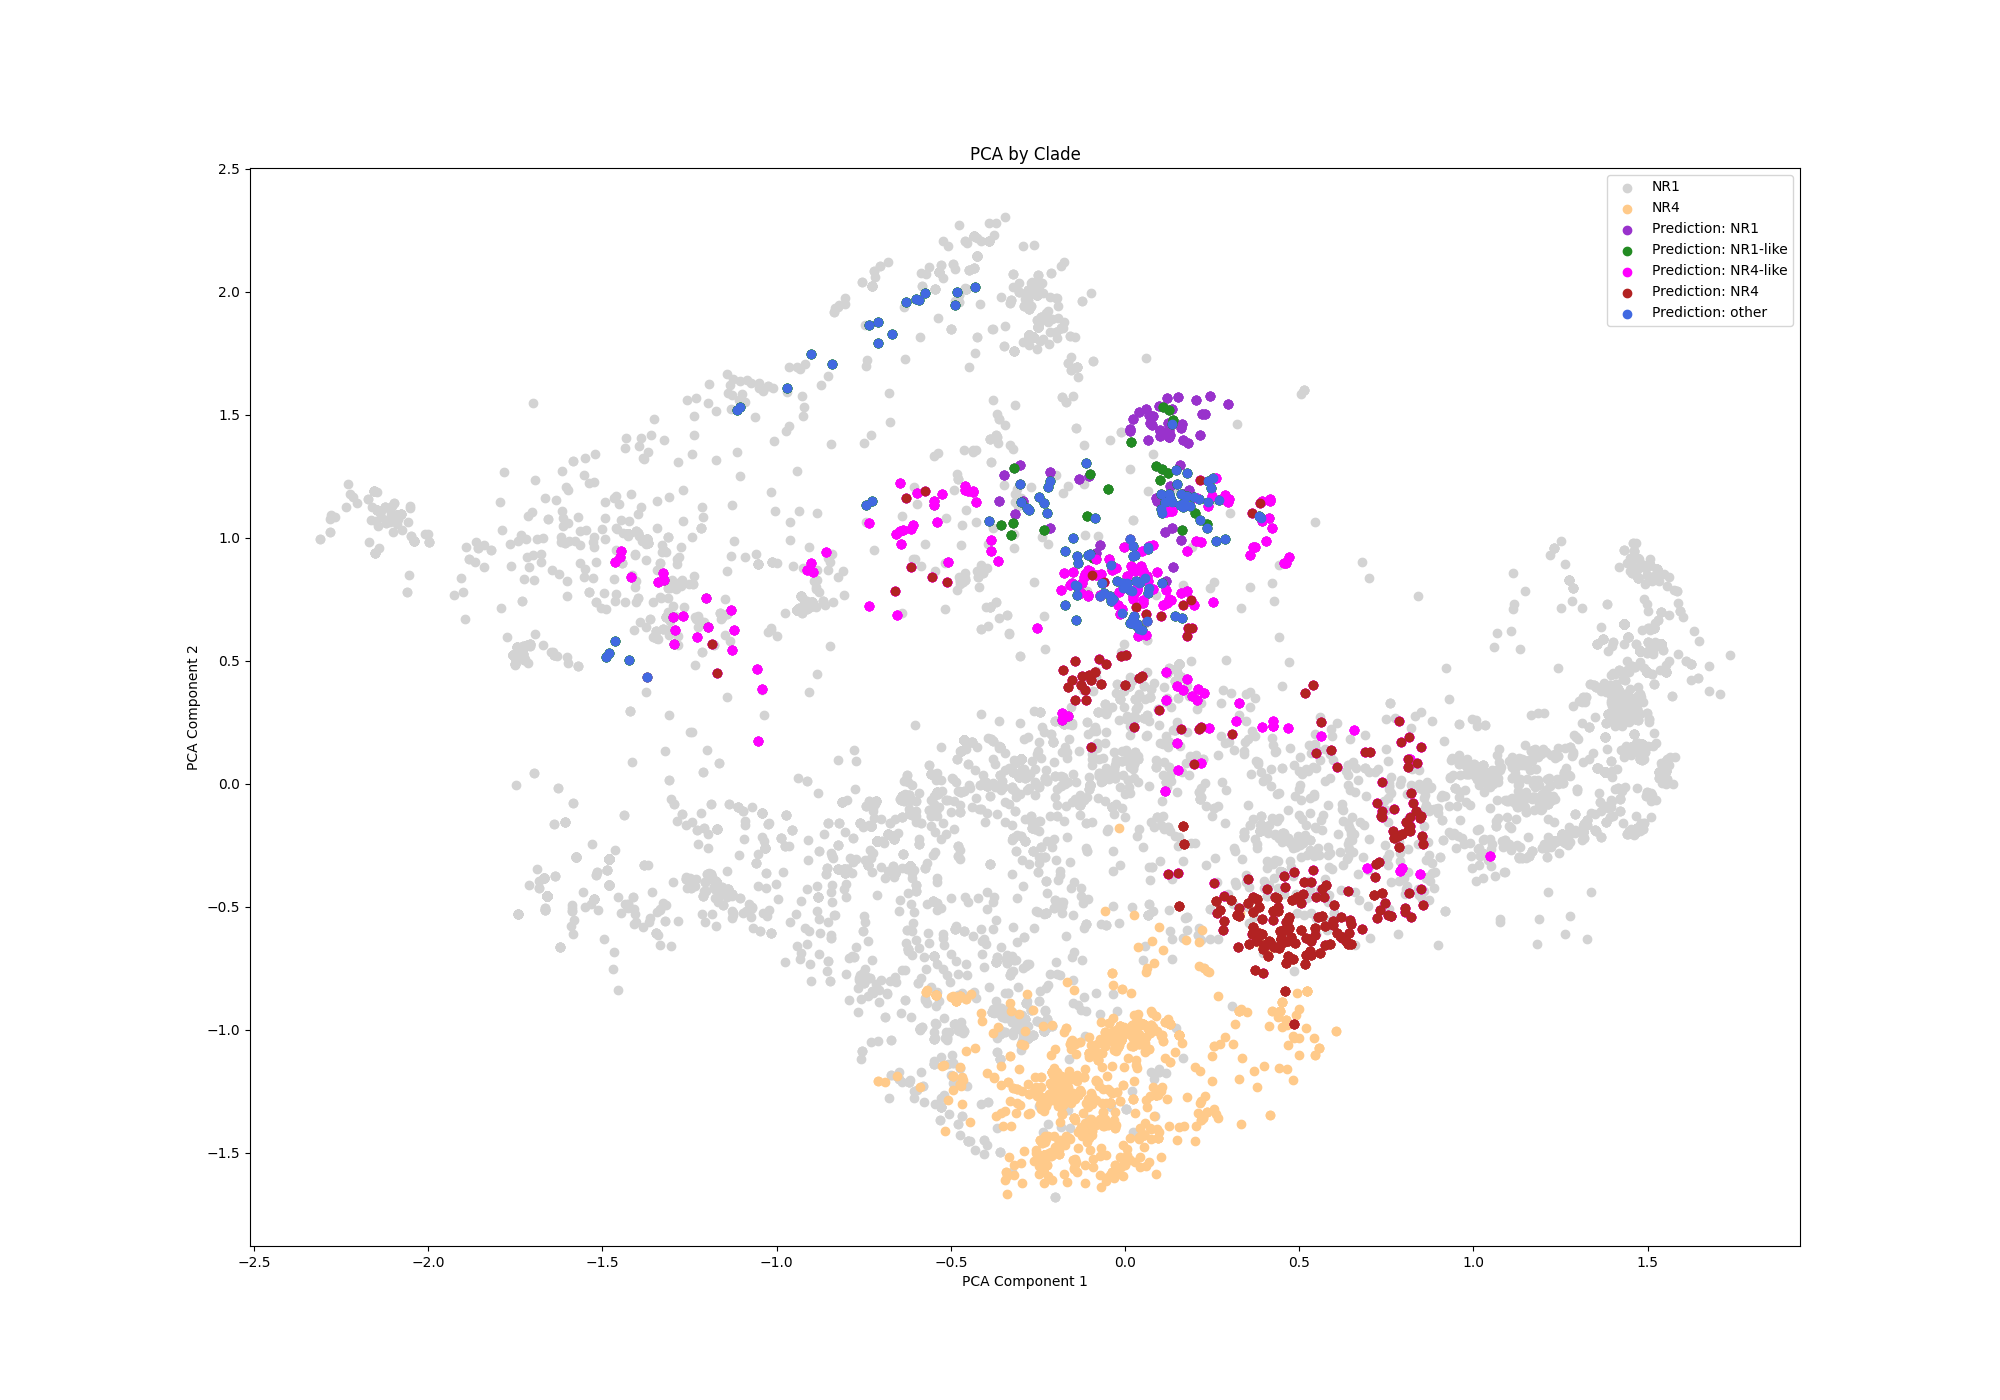 PCA by Clade
NR1
NR4
Prediction: NR1
Prediction: NR1-like
Prediction: NR4-like
Prediction: NR4
Prediction: other
PCA Component 2
2.5
2.0
1.5
1.0
0.5
0.0
−0.5
−1.0
−1.5
−2.5 −2.0 −1.5 −1.0 −0.5 0.0 0.5 1.0 1.5
PCA Component 1